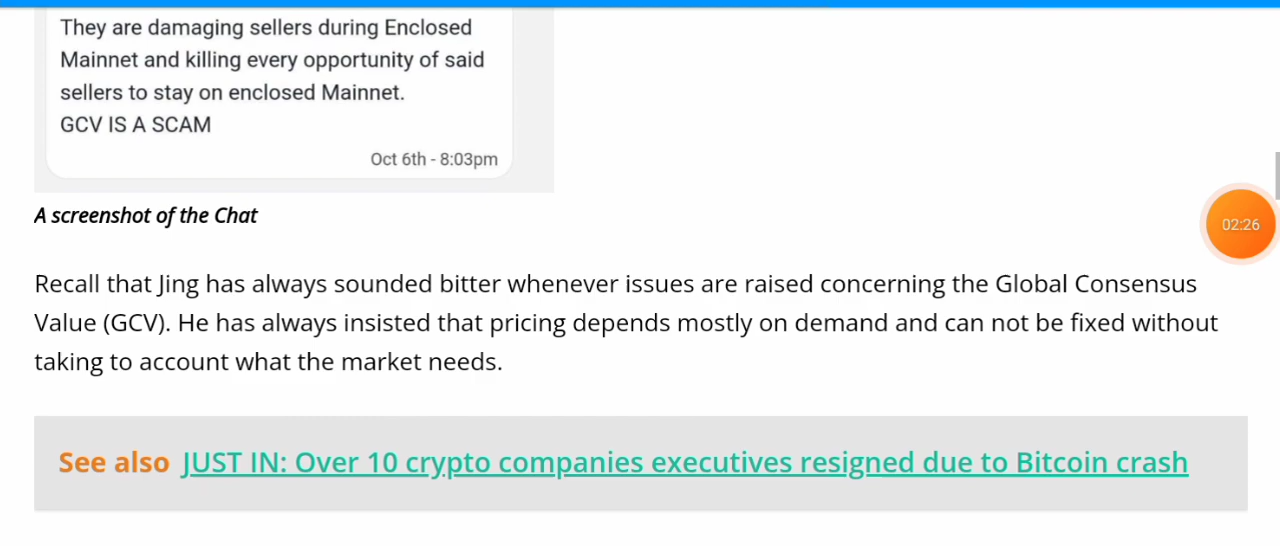 They are damaging sellers during Enclosed
Mainnet and killing every opportunity of said
sellers to stay on enclosed Mainnet.
GCV IS A SCAM
Oct 6th - 8:03pm
A screenshot of the Chat
02:26
Recall that Jing has always sounded bitter whenever issues are raised concerning the Global Consensus
Value (GCV). He has always insisted that pricing depends mostly on demand and can not be fixed without
taking to account what the market needs.
See also JUST IN: Over 10 crypto companies executives resigned due to Bitcoin crash